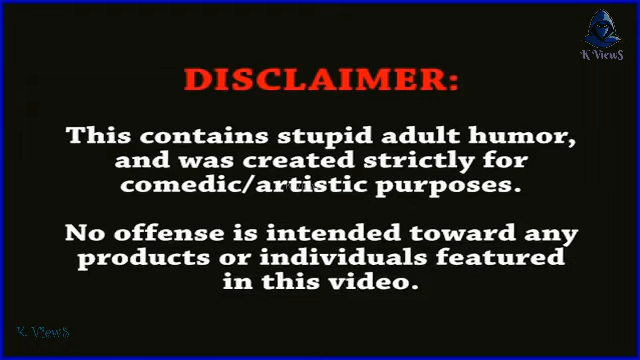 K ViewS
DISCLAIMER:
This contains stupid adult humor,
and was created strictly for
comedic/artistic purposes.
No offense is intended toward any
products or individuals featured
in this video.
K ViewS